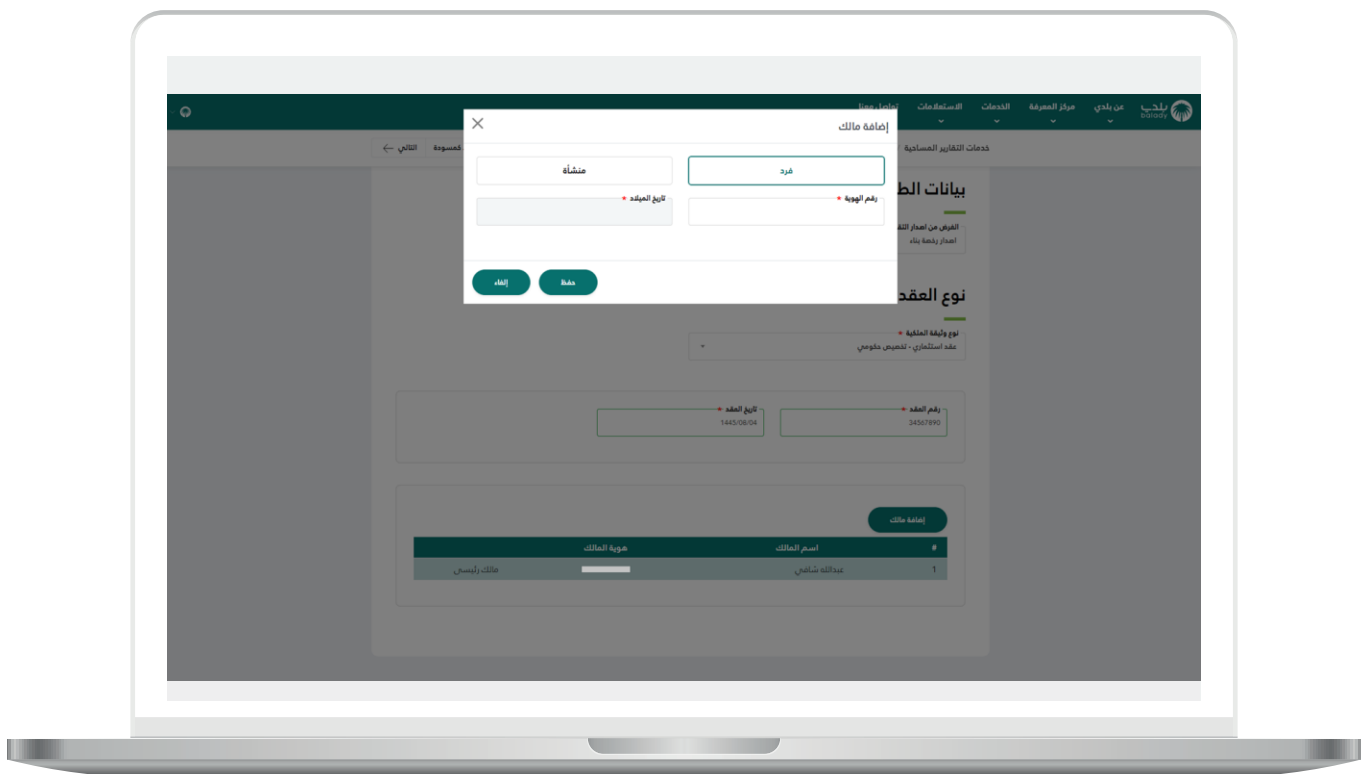 بلدي
balady
عن بلدي
مركز المعرفة
الخدمات
الاستعلامات
تواصل معنا
خدمات التقارير المساحية
كمسودة
التالي
إضافة مالك
فرد
منشأة
رقم الهوية *
تاريخ الميلاد *
حفظ
إلغاء
بيانات الط
الغرض من اصدار التق
اصدار رخصة بناء
نوع العقد
نوع وثيقة الملكية *
عقد استثماري - تخصيص حكومي
رقم العقد *
34567890
تاريخ العقد *
1445/08/04
إضافة مالك
# اسم المالك هوية المالك
1 عبدالله شافي مالك رئيسي